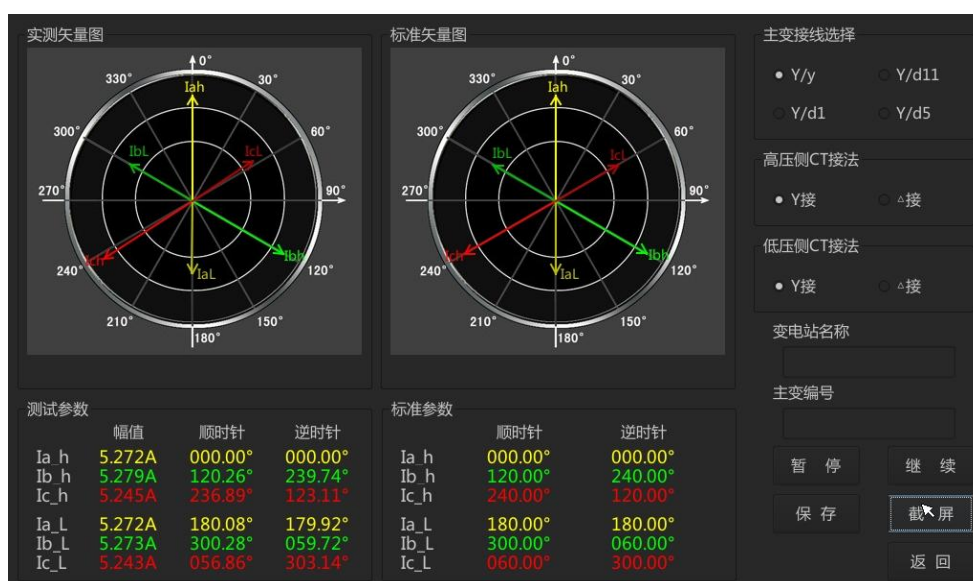 实测矢量图
0°
30°
60°
90°
120°
150°
180°
210°
240°
270°
300°
330°
Iah
IbL
IcL
Ich
Ibh
IaL
标准矢量图
0°
30°
60°
90°
120°
150°
180°
210°
240°
270°
300°
330°
Iah
IbL
IcL
Ich
Ibh
IaL
主变接线选择
Y/y Y/d11
Y/d1 Y/d5
高压侧CT接法
Y接 △接
低压侧CT接法
Y接 △接
变电站名称
主变编号
暂 停 继 续
保 存 截 屏
返 回
测试参数
幅值 顺时针 逆时针
Ia_h 5.272A 000.00° 000.00°
Ib_h 5.279A 120.26° 239.74°
Ic_h 5.245A 236.89° 123.11°
Ia_L 5.272A 180.08° 179.92°
Ib_L 5.273A 300.28° 059.72°
Ic_L 5.243A 056.86° 303.14°
标准参数
顺时针 逆时针
Ia_h 000.00° 000.00°
Ib_h 120.00° 240.00°
Ic_h 240.00° 120.00°
Ia_L 180.00° 180.00°
Ib_L 300.00° 060.00°
Ic_L 060.00° 300.00°